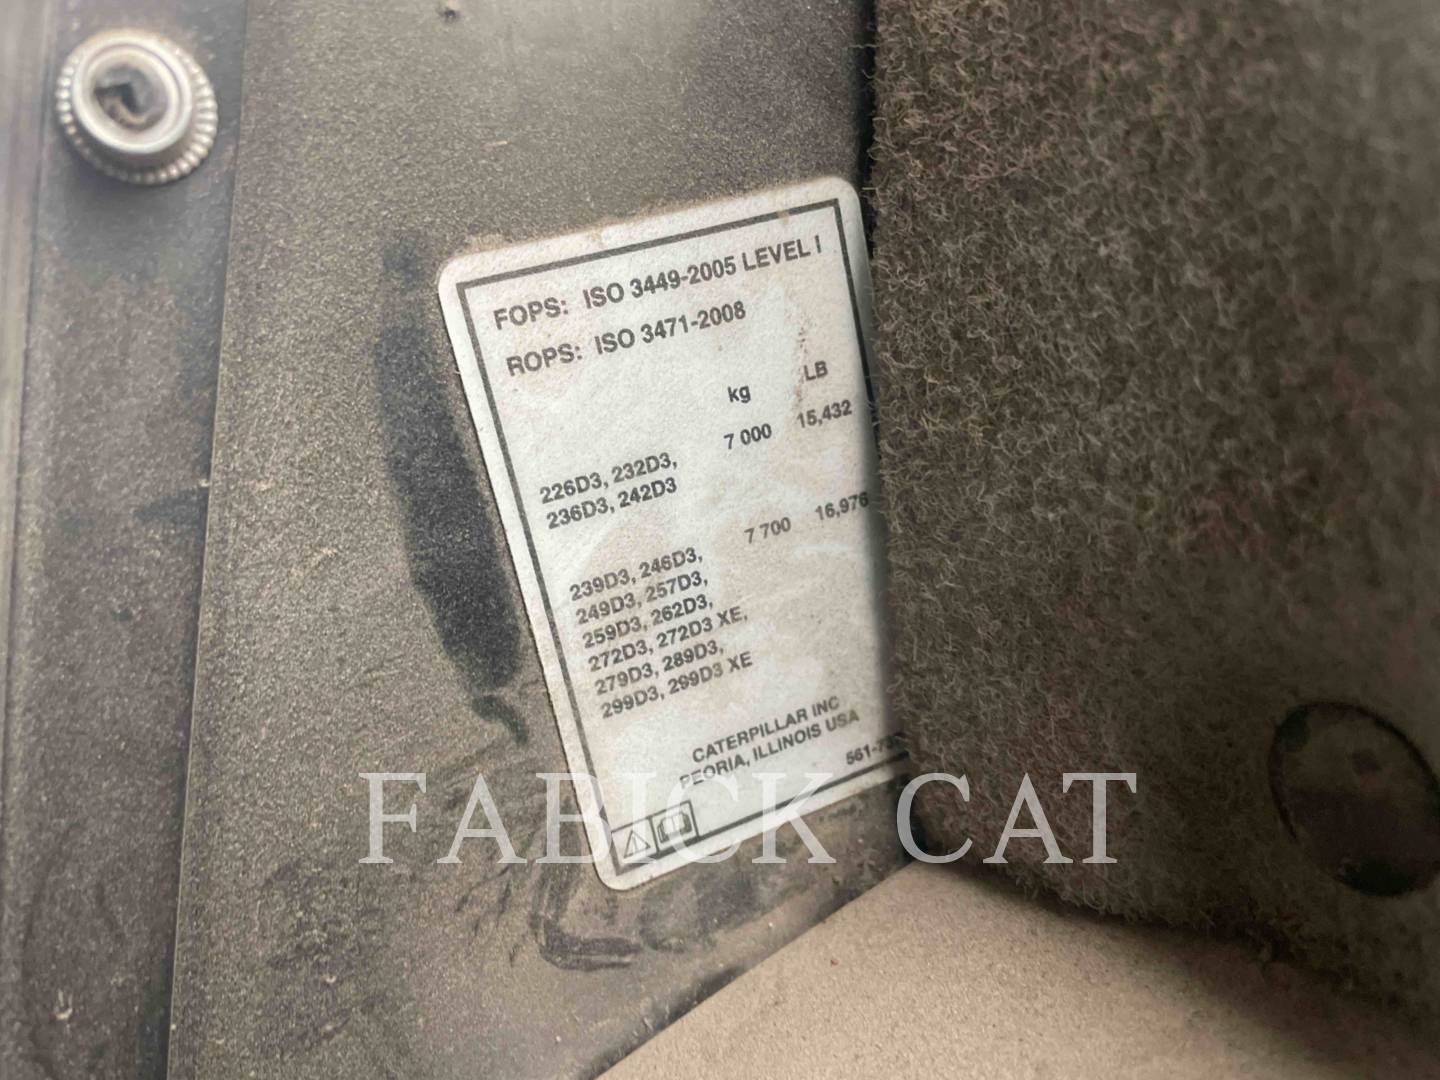 FOPS: ISO 3449-2005 LEVEL I
ROPS: ISO 3471-2008
kg LB
7 000 15,432
226D3, 232D3,
236D3, 242D3
7 700 16,976
239D3, 246D3,
249D3, 257D3,
259D3, 262D3,
272D3, 272D3 XE,
279D3, 289D3,
299D3, 299D3 XE
CATERPILLAR INC
PEORIA, ILLINOIS USA
FABICK CAT